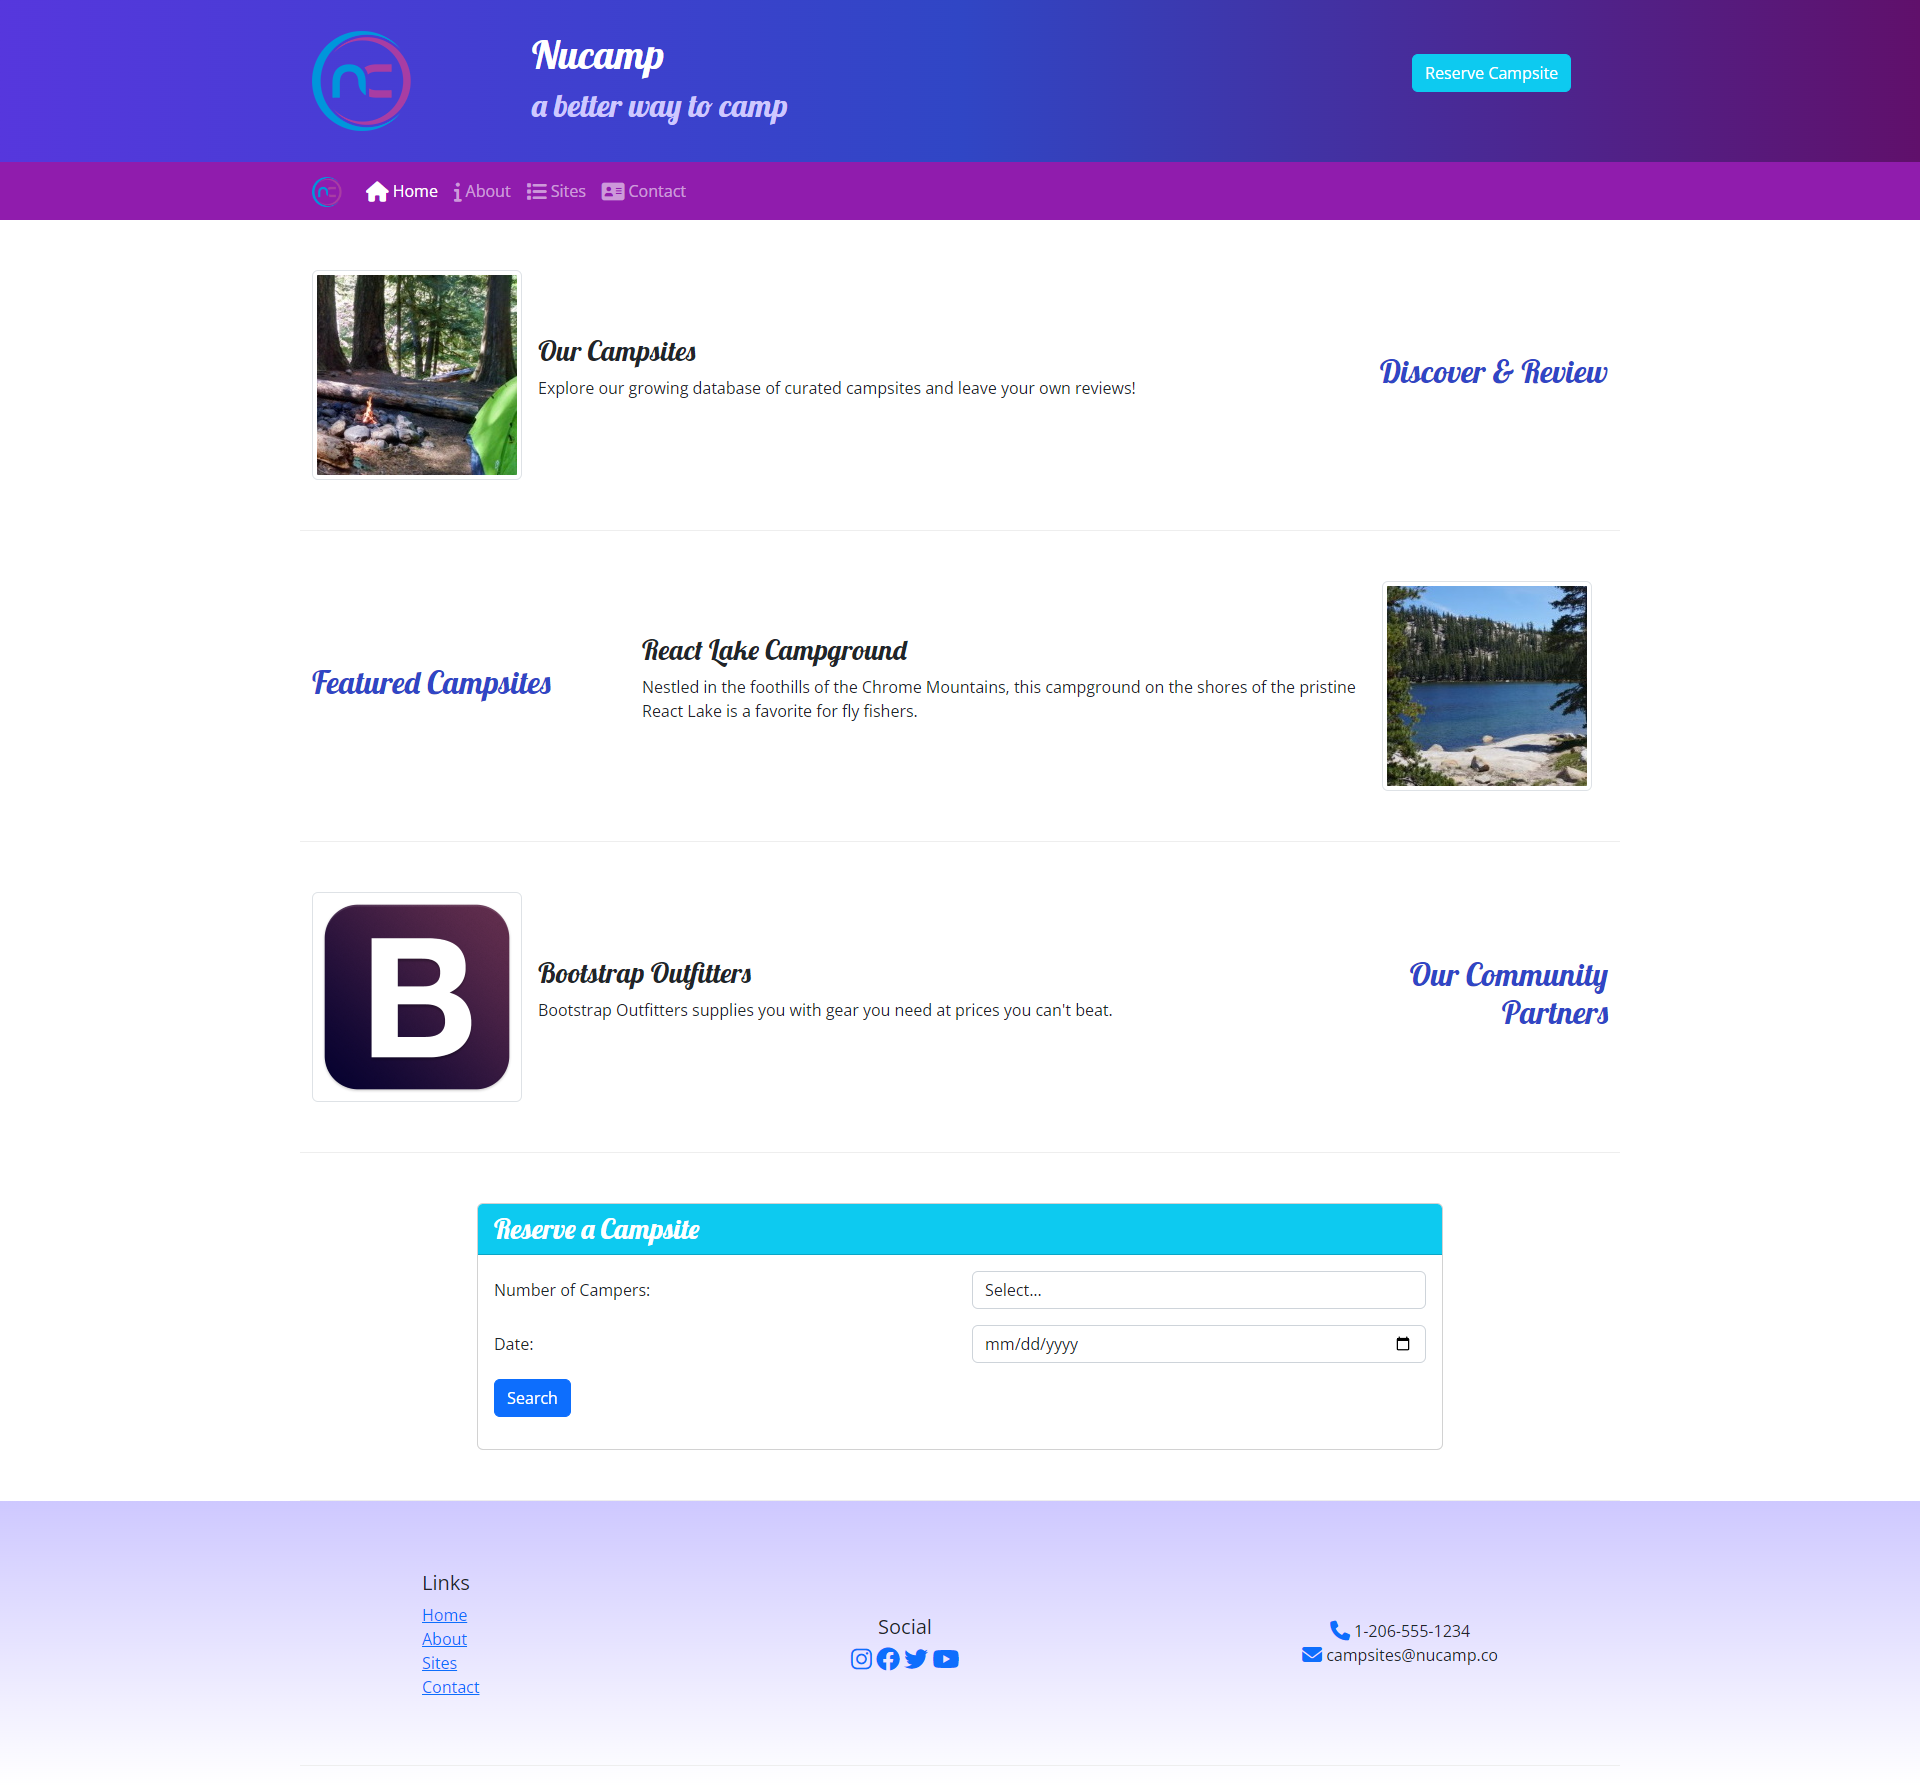 nc
Nucamp
a better way to camp
Reserve Campsite
nc
Home
About
Sites
Contact
Our Campsites
Explore our growing database of curated campsites and leave your own reviews!
Discover & Review
Featured Campsites
React Lake Campground
Nestled in the foothills of the Chrome Mountains, this campground on the shores of the pristine
React Lake is a favorite for fly fishers.
B
Bootstrap Outfitters
Bootstrap Outfitters supplies you with gear you need at prices you can't beat.
Our Community
Partners
Reserve a Campsite
Number of Campers:
Select...
Date:
mm/dd/yyyy
Search
Links
Home
About
Sites
Contact
Social
1-206-555-1234
campsites@nucamp.co